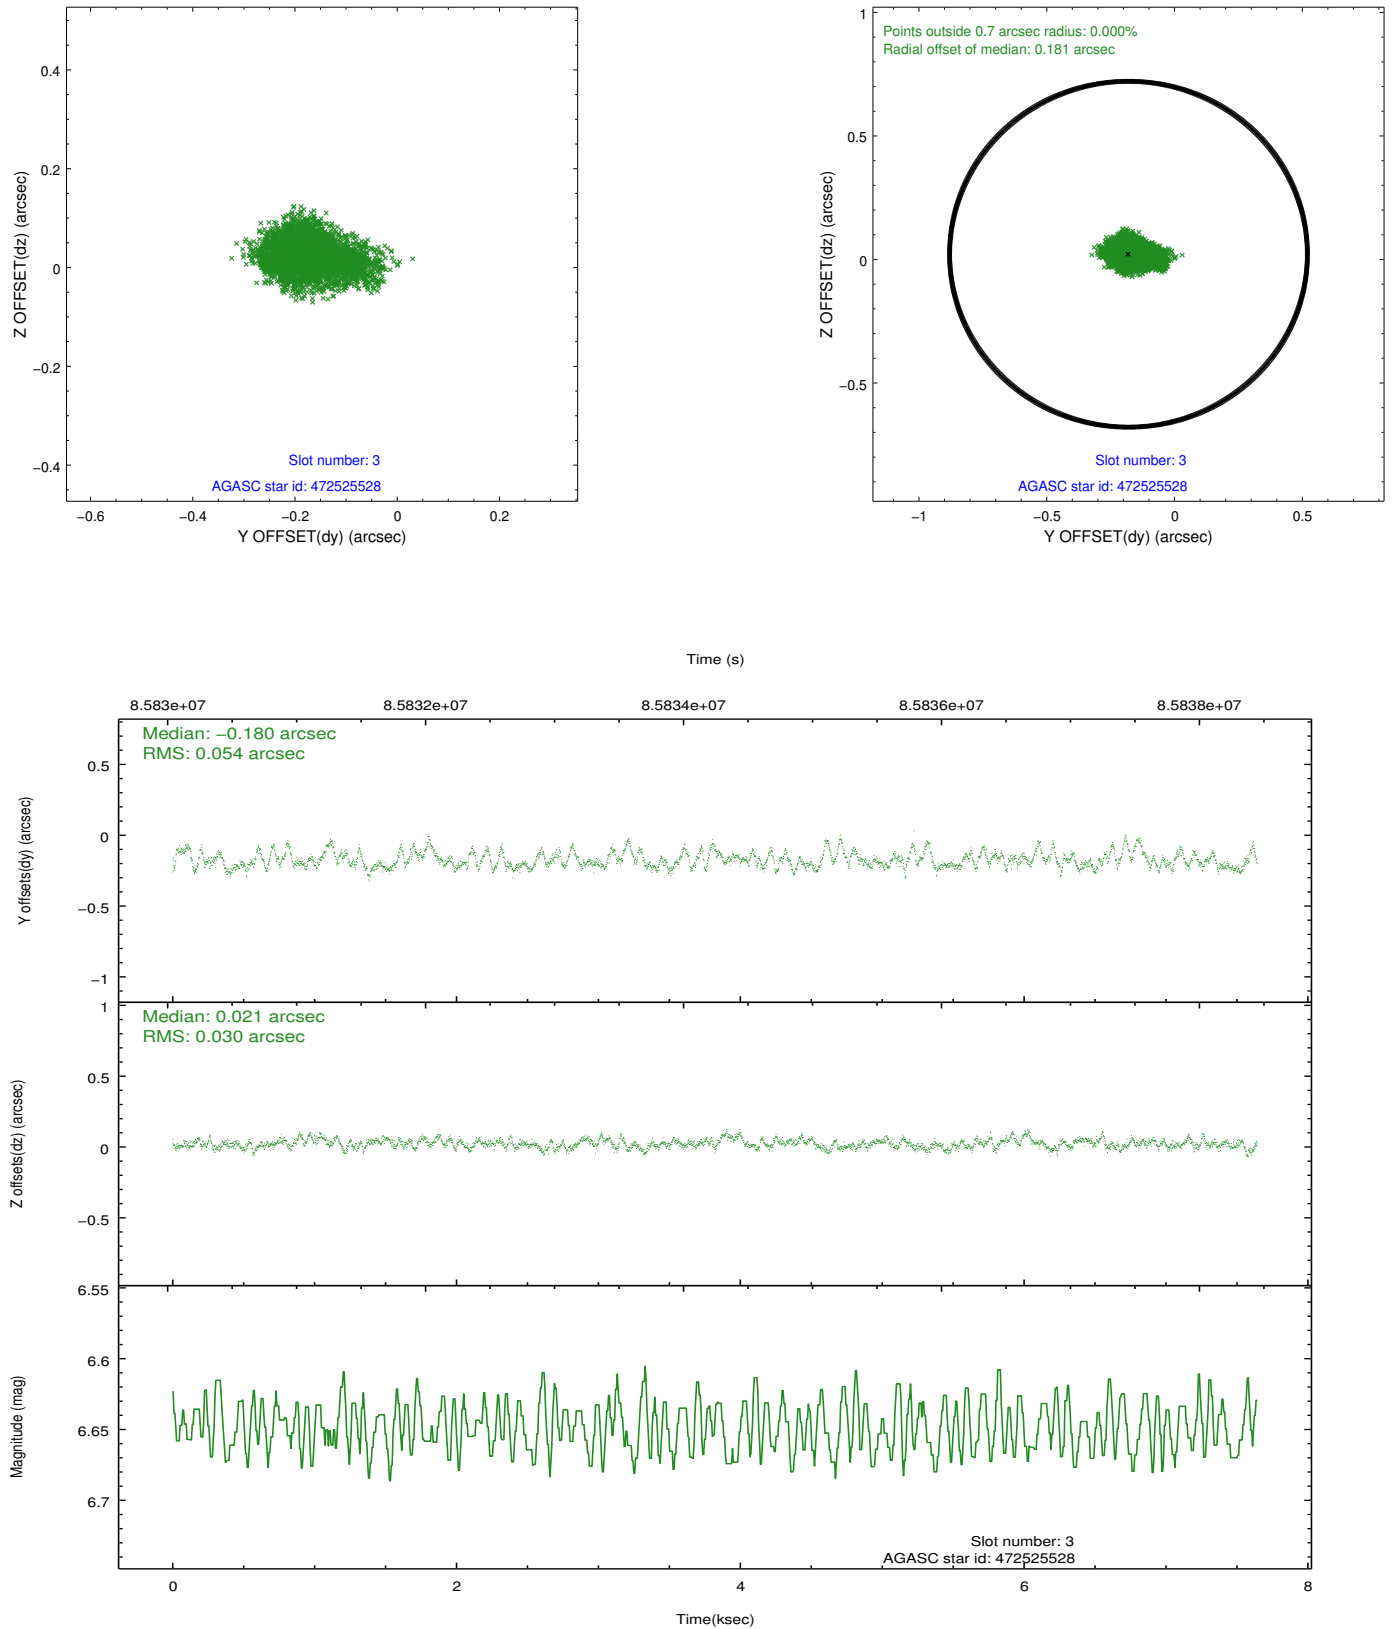 0.4
0.2
0
−0.2
−0.4
Z OFFSET(dz) (arcsec)
Slot number: 3
AGASC star id: 472525528
−0.6
−0.4
−0.2
0
0.2
Y OFFSET(dy) (arcsec)
1
0.5
0
−0.5
Z OFFSET(dz) (arcsec)
Points outside 0.7 arcsec radius: 0.000%
Radial offset of median: 0.181 arcsec
Slot number: 3
AGASC star id: 472525528
−1
−0.5
0
0.5
Y OFFSET(dy) (arcsec)
Time (s)
8.583e+07
8.5832e+07
8.5834e+07
8.5836e+07
8.5838e+07
Median: −0.180 arcsec
RMS: 0.054 arcsec
0.5
0
−0.5
−1
Y offsets(dy) (arcsec)
Median: 0.021 arcsec
RMS: 0.030 arcsec
1
0.5
0
−0.5
Z offsets(dz) (arcsec)
6.55
6.6
6.65
6.7
Magnitude (mag)
Slot number: 3
AGASC star id: 472525528
0
2
4
6
8
Time(ksec)